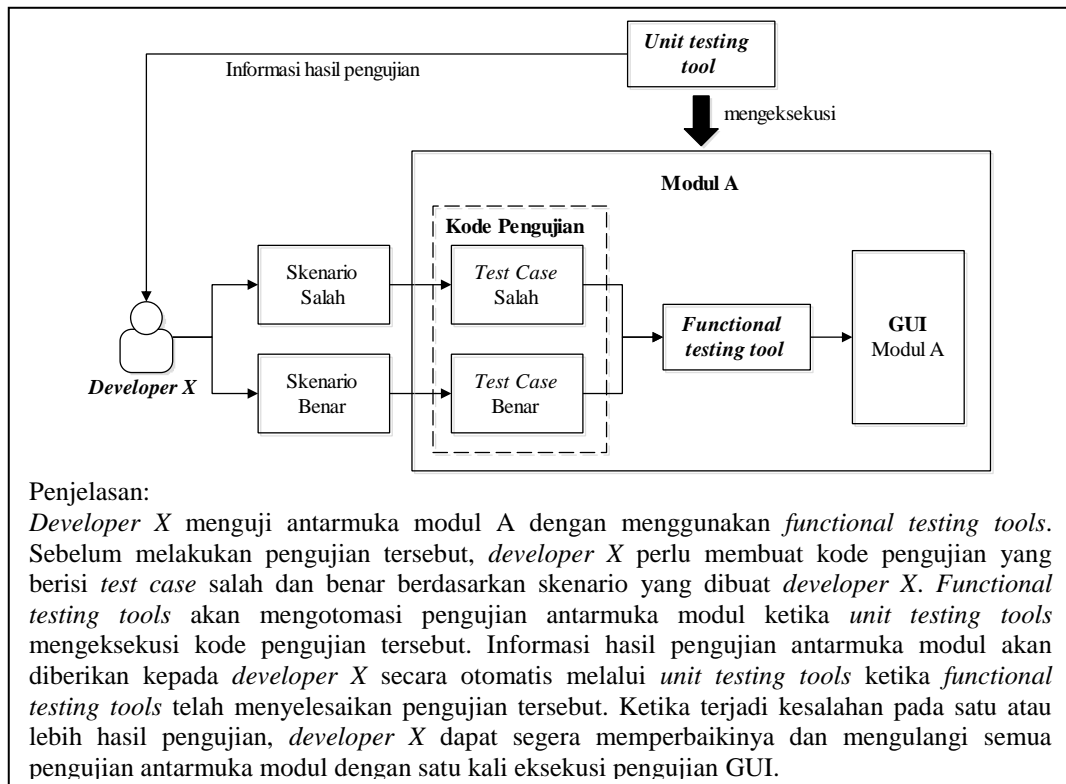 Unit testing
tool
Informasi hasil pengujian
mengeksekusi
Modul A
Kode Pengujian
Skenario
Salah
Test Case
Salah
Functional
testing tool
GUI
Modul A
Developer X
Skenario
Benar
Test Case
Benar
Penjelasan:
Developer X menguji antarmuka modul A dengan menggunakan functional testing tools.
Sebelum melakukan pengujian tersebut, developer X perlu membuat kode pengujian yang
berisi test case salah dan benar berdasarkan skenario yang dibuat developer X. Functional
testing tools akan mengotomasi pengujian antarmuka modul ketika unit testing tools
mengeksekusi kode pengujian tersebut. Informasi hasil pengujian antarmuka modul akan
diberikan kepada developer X secara otomatis melalui unit testing tools ketika functional
testing tools telah menyelesaikan pengujian tersebut. Ketika terjadi kesalahan pada satu atau
lebih hasil pengujian, developer X dapat segera memperbaikinya dan mengulangi semua
pengujian antarmuka modul dengan satu kali eksekusi pengujian GUI.